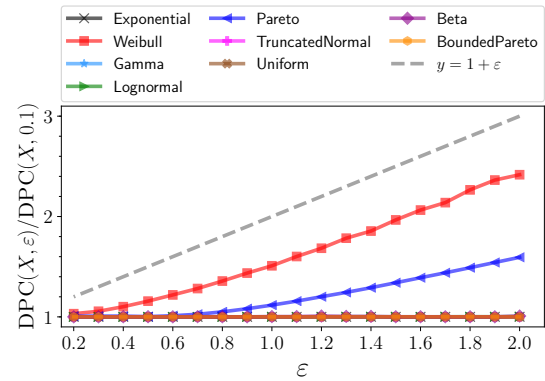 Exponential Pareto Beta
Weibull TruncatedNormal BoundedPareto
Gamma Uniform y = 1 + ε
Lognormal
DPC(X, ε)/DPC(X, 0.1)
3
2
1
0.2 0.4 0.6 0.8 1.0 1.2 1.4 1.6 1.8 2.0
ε